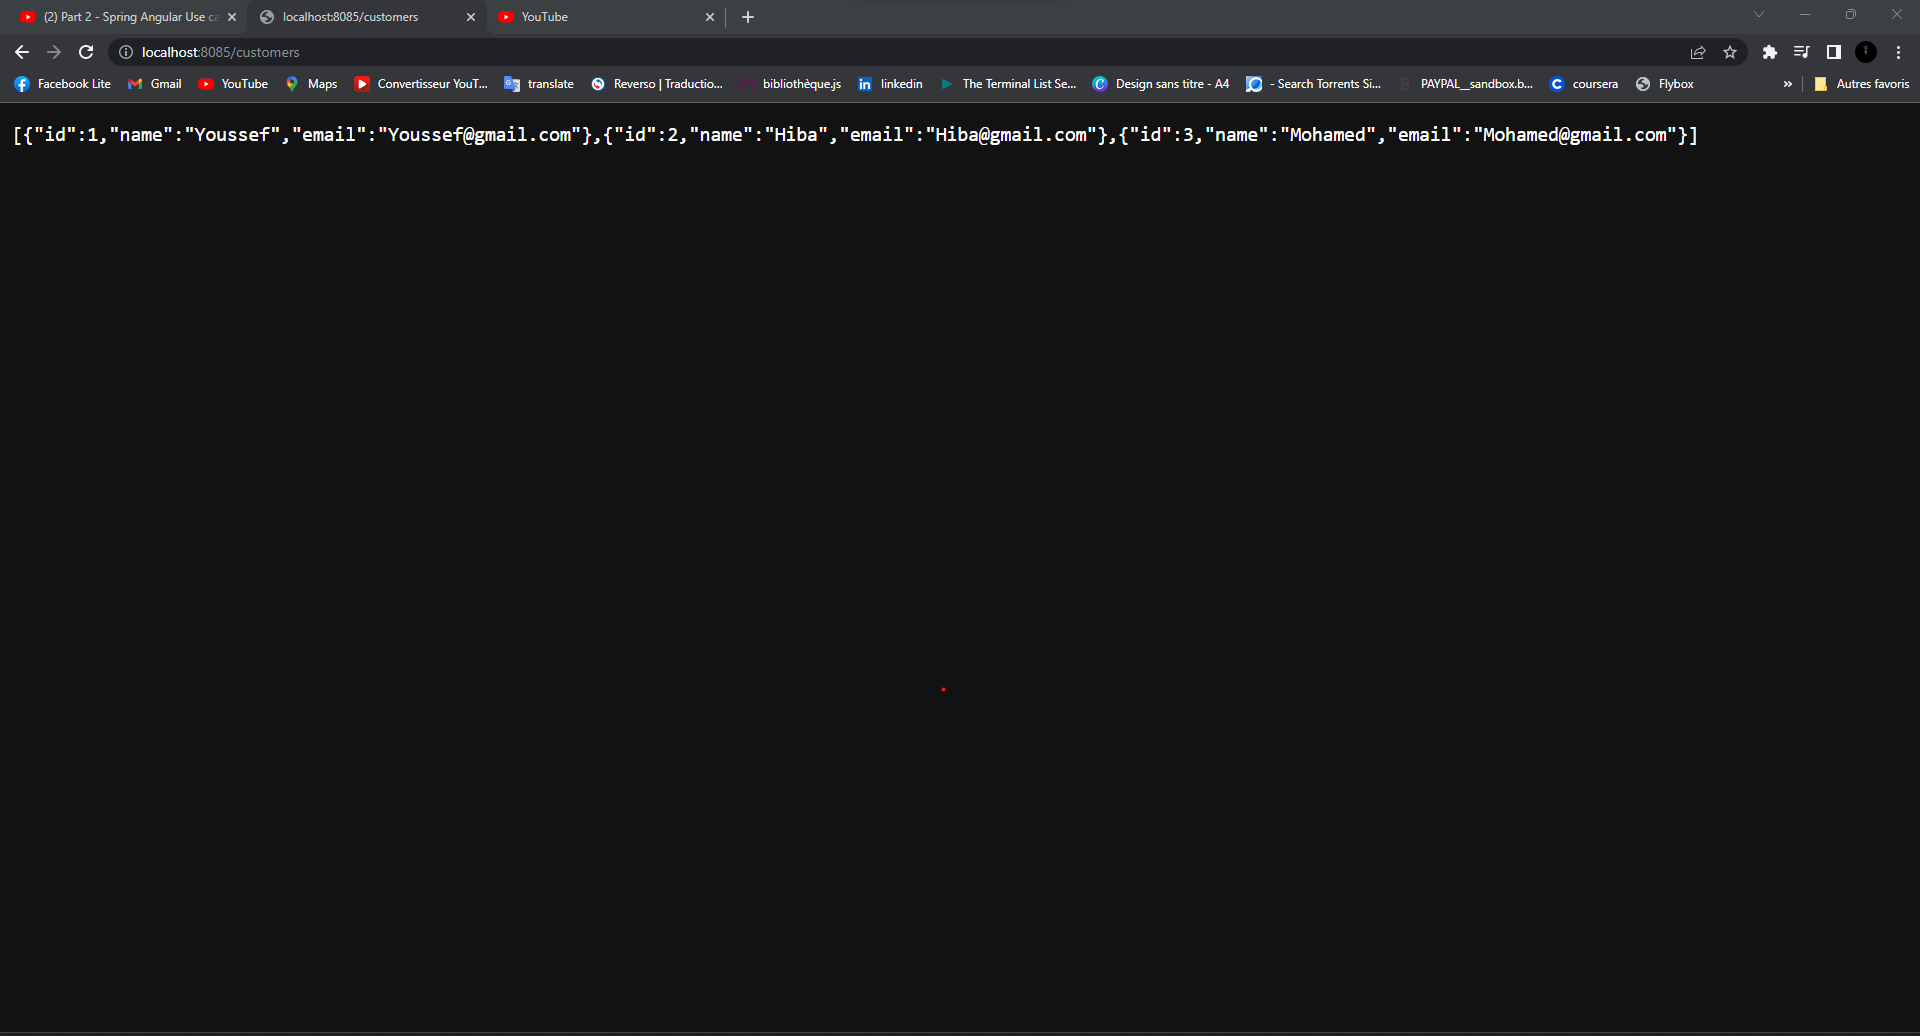 (2) Part 2 - Spring Angular Use ca
localhost:8085/customers
YouTube
localhost:8085/customers
Facebook Lite
Gmail
YouTube
Maps
Convertisseur YouT...
translate
Reverso | Traductio...
bibliothèque.js
linkedin
The Terminal List Se...
Design sans titre - A4
- Search Torrents Si...
PAYPAL__sandbox.b...
coursera
Flybox
»
Autres favoris
[{"id":1,"name":"Youssef","email":"Youssef@gmail.com"},{"id":2,"name":"Hiba","email":"Hiba@gmail.com"},{"id":3,"name":"Mohamed","email":"Mohamed@gmail.com"}]